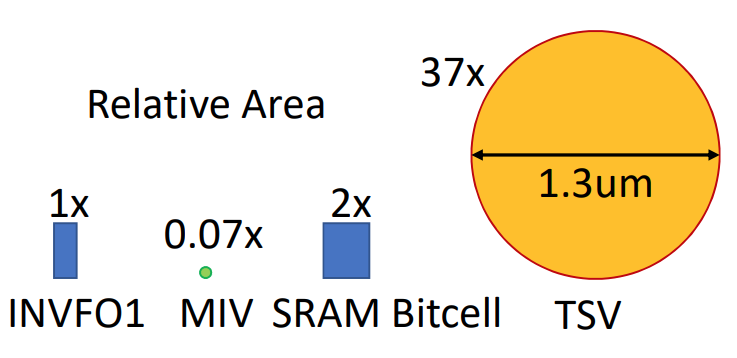 37x
Relative Area
1.3um
1x
0.07x
2x
INVFO1
MIV
SRAM Bitcell
TSV